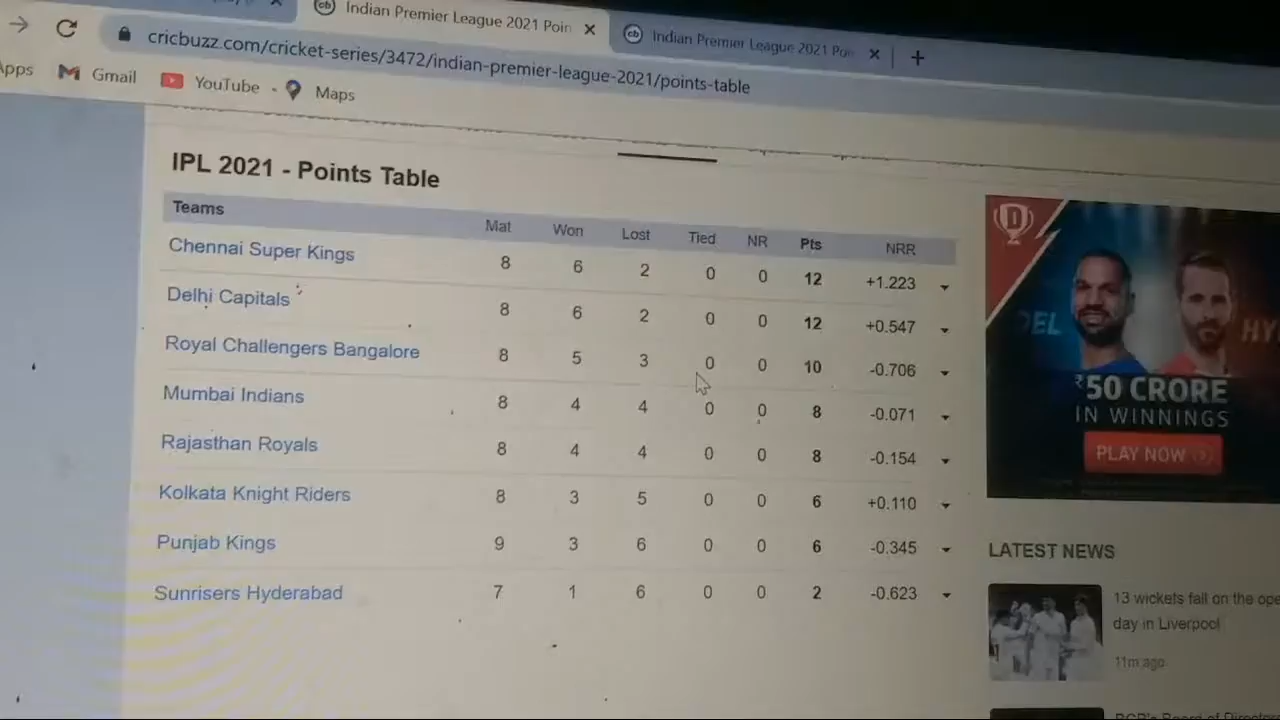 Indian Premier League 2021 Poin
Indian Premier League 2021 Poin
cricbuzz.com/cricket-series/3472/indian-premier-league-2021/points-table
Apps Gmail YouTube Maps
IPL 2021 - Points Table
Teams Mat Won Lost Tied NR Pts NRR
Chennai Super Kings 8 6 2 0 0 12 +1.223
Delhi Capitals 8 6 2 0 0 12 +0.547
Royal Challengers Bangalore 8 5 3 0 0 10 -0.706
Mumbai Indians 8 4 4 0 0 8 -0.071
Rajasthan Royals 8 4 4 0 0 8 -0.154
Kolkata Knight Riders 8 3 5 0 0 6 +0.110
Punjab Kings 9 3 6 0 0 6 -0.345
Sunrisers Hyderabad 7 1 6 0 0 2 -0.623
D
DEL HY
₹50 CRORE
IN WINNINGS
PLAY NOW
LATEST NEWS
13 wickets fall on the ope
day in Liverpool
11m ago